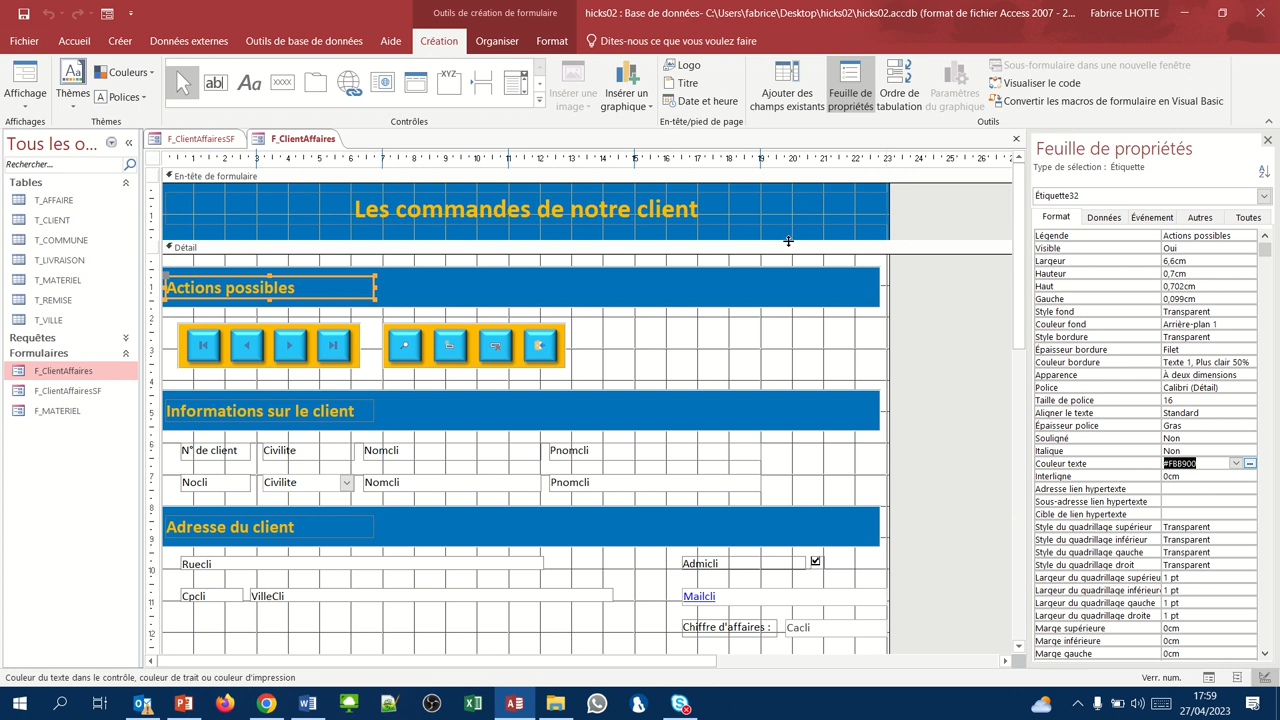 Outils de création de formulaire
hicks02 : Base de données- C:\Users\fabrice\Desktop\hicks02\hicks02.accdb (format de fichier Access 2007 - 2...
Fabrice LHOTTE
Fichier Accueil Créer Données externes Outils de base de données Aide Création Organiser Format Dites-nous ce que vous voulez faire
Affichage
Thèmes
Couleurs
Polices
Insérer une image
Insérer un graphique
Logo
Titre
Date et heure
Ajouter des champs existants
Feuille de propriétés
Ordre de tabulation
Paramètres du graphique
Sous-formulaire dans une nouvelle fenêtre
Visualiser le code
Convertir les macros de formulaire en Visual Basic
Affichages Thèmes Contrôles En-tête/pied de page Outils
Tous les o...
Rechercher...
Tables
T_AFFAIRE
T_CLIENT
T_COMMUNE
T_LIVRAISON
T_MATERIEL
T_REMISE
T_VILLE
Requêtes
Formulaires
F_ClientAffaires
F_ClientAffairesSF
F_MATERIEL
F_ClientAffairesSF F_ClientAffaires
En-tête de formulaire
Les commandes de notre client
Détail
Actions possibles
Informations sur le client
N° de client Civilite Nomcli Pnomcli
Nocli Civilite Nomcli Pnomcli
Adresse du client
Ruecli Admicli
Cpcli VilleCli Mailcli
Chiffre d'affaires : Cacli
Feuille de propriétés
Type de sélection : Étiquette
Étiquette32
Format Données Événement Autres Toutes
Légende Actions possibles
Visible Oui
Largeur 6,6cm
Hauteur 0,7cm
Haut 0,702cm
Gauche 0,099cm
Style fond Transparent
Couleur fond Arrière-plan 1
Style bordure Transparent
Épaisseur bordure Filet
Couleur bordure Texte 1, Plus clair 50%
Apparence À deux dimensions
Police Calibri (Détail)
Taille de police 16
Aligner le texte Standard
Épaisseur police Gras
Souligné Non
Italique Non
Couleur texte #FBB900
Interligne 0cm
Adresse lien hypertexte
Sous-adresse lien hypertexte
Cible de lien hypertexte
Style du quadrillage supérieur Transparent
Style du quadrillage inférieur Transparent
Style du quadrillage gauche Transparent
Style du quadrillage droit Transparent
Largeur du quadrillage supérieur 1 pt
Largeur du quadrillage inférieure 1 pt
Largeur du quadrillage gauche 1 pt
Largeur du quadrillage droite 1 pt
Marge supérieure 0cm
Marge inférieure 0cm
Marge gauche 0cm
Couleur du texte dans le contrôle, couleur de trait ou couleur d'impression
Verr. num.
17:59
27/04/2023